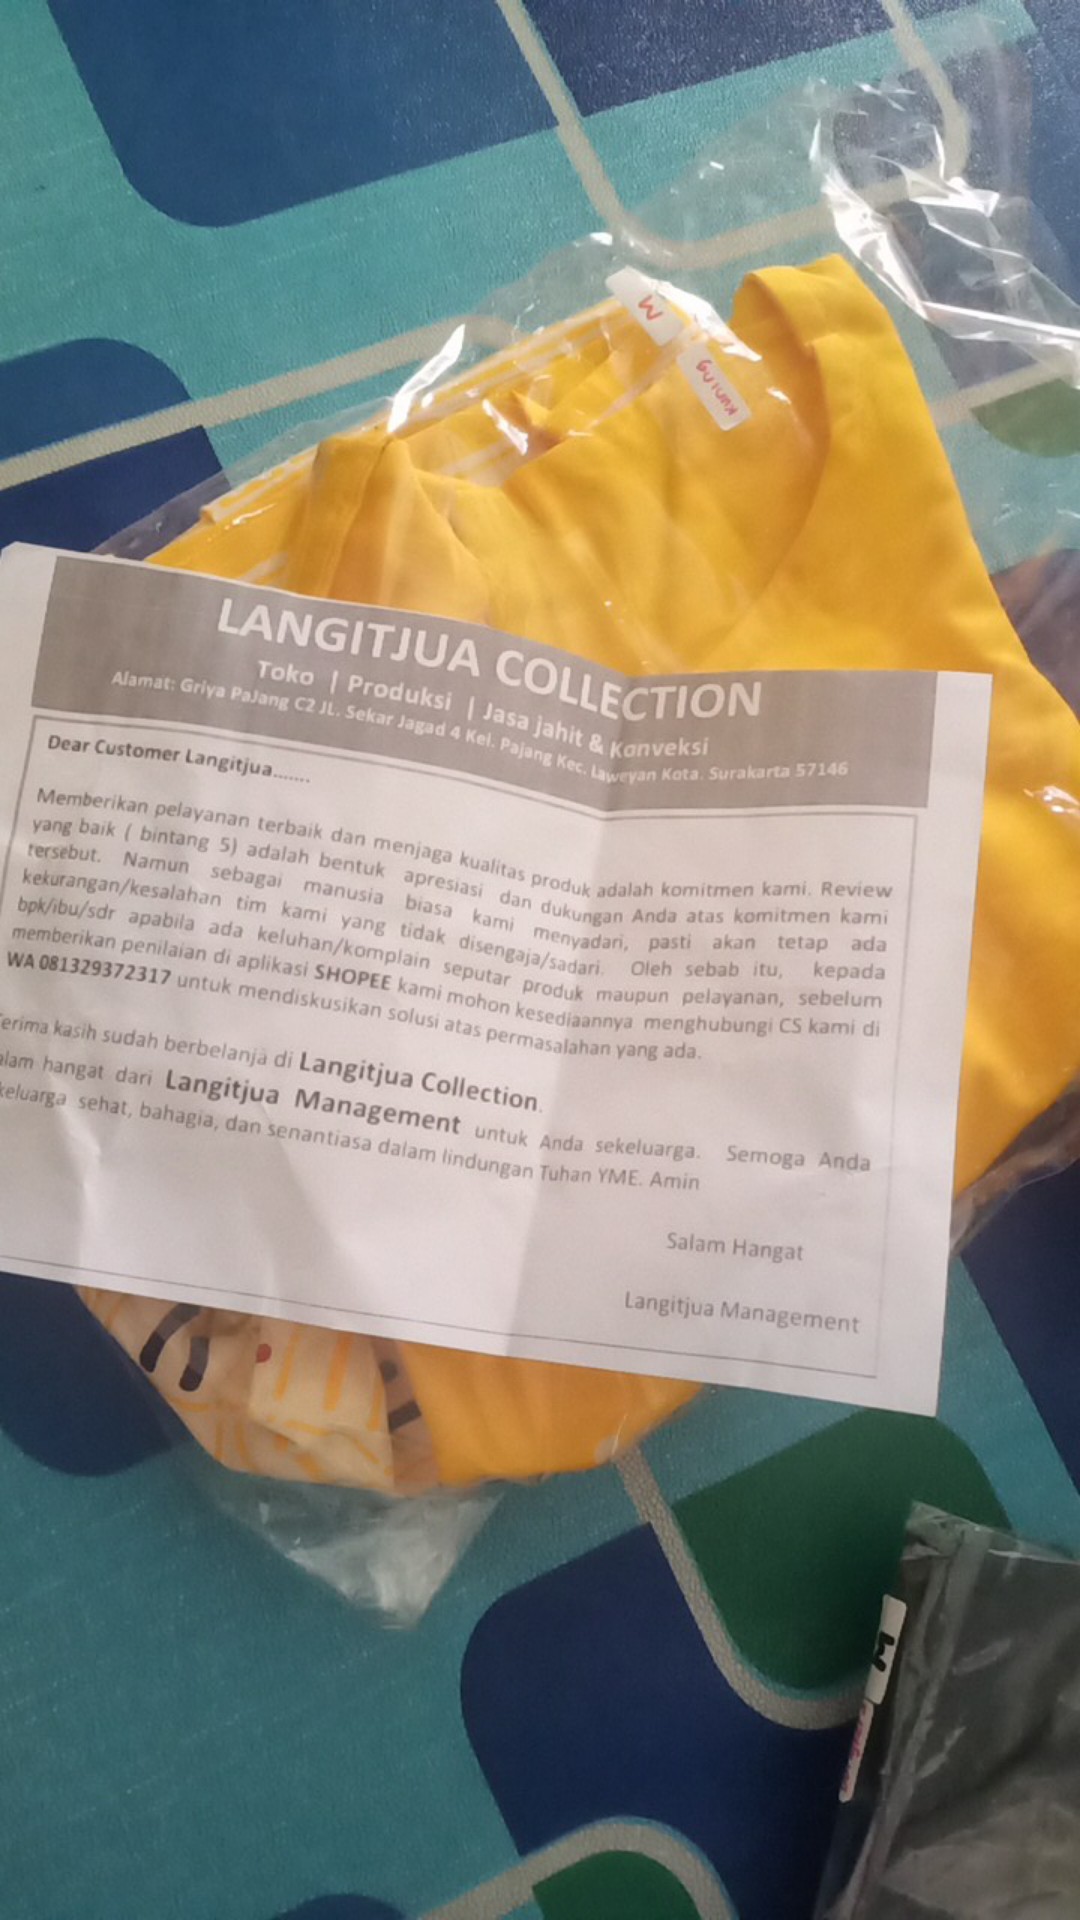 M
kuning
LANGITJUA COLLECTION
Toko | Produksi | Jasa jahit & Konveksi
Alamat: Griya PaJang C2 JL. Sekar Jagad 4 Kel. Pajang Kec. Laweyan Kota. Surakarta 57146
Dear Customer Langitjua.......
Memberikan pelayanan terbaik dan menjaga kualitas produk adalah komitmen kami. Review
yang baik ( bintang 5) adalah bentuk apresiasi dan dukungan Anda atas komitmen kami
tersebut. Namun sebagai manusia biasa kami menyadari, pasti akan tetap ada
kekurangan/kesalahan tim kami yang tidak disengaja/sadari. Oleh sebab itu, kepada
bpk/ibu/sdr apabila ada keluhan/komplain seputar produk maupun pelayanan, sebelum
memberikan penilaian di aplikasi SHOPEE kami mohon kesediaannya menghubungi CS kami di
WA 081329372317 untuk mendiskusikan solusi atas permasalahan yang ada.
Terima kasih sudah berbelanja di Langitjua Collection.
alam hangat dari Langitjua Management untuk Anda sekeluarga. Semoga Anda
keluarga sehat, bahagia, dan senantiasa dalam lindungan Tuhan YME. Amin
Salam Hangat
Langitjua Management
M